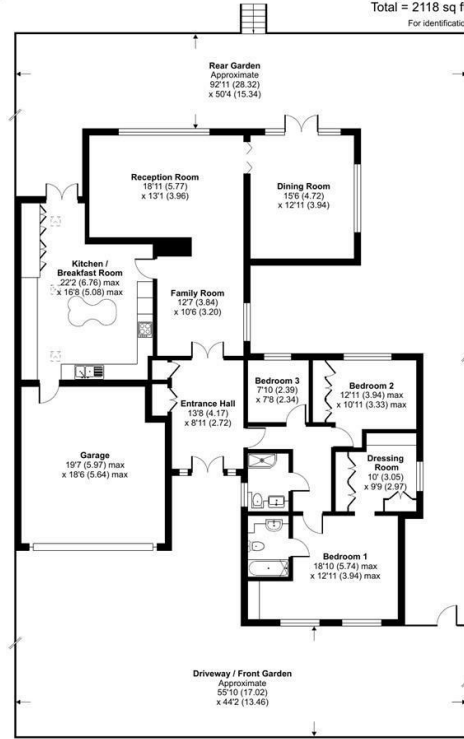 Total = 2118 sq f
For identificatio
Rear Garden
Approximate
92'11 (28.32)
x 50'4 (15.34)
Reception Room
18'11 (5.77)
x 13'1 (3.96)
Dining Room
15'6 (4.72)
x 12'11 (3.94)
Kitchen /
Breakfast Room
22'2 (6.76) max
x 16'8 (5.08) max
Family Room
12'7 (3.84)
x 10'6 (3.20)
Entrance Hall
13'8 (4.17)
x 8'11 (2.72)
Bedroom 3
7'10 (2.39)
x 7'8 (2.34)
Bedroom 2
12'11 (3.94) max
x 10'11 (3.33) max
Garage
19'7 (5.97) max
x 18'6 (5.64) max
Dressing
Room
10' (3.05)
x 9'9 (2.97)
Bedroom 1
18'10 (5.74) max
x 12'11 (3.94) max
Driveway / Front Garden
Approximate
55'10 (17.02)
x 44'2 (13.46)